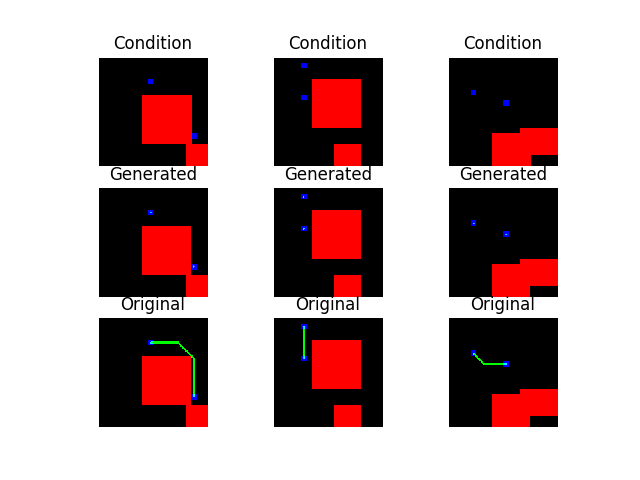 Condition Condition Condition
Generated Generated Generated
Original Original Original